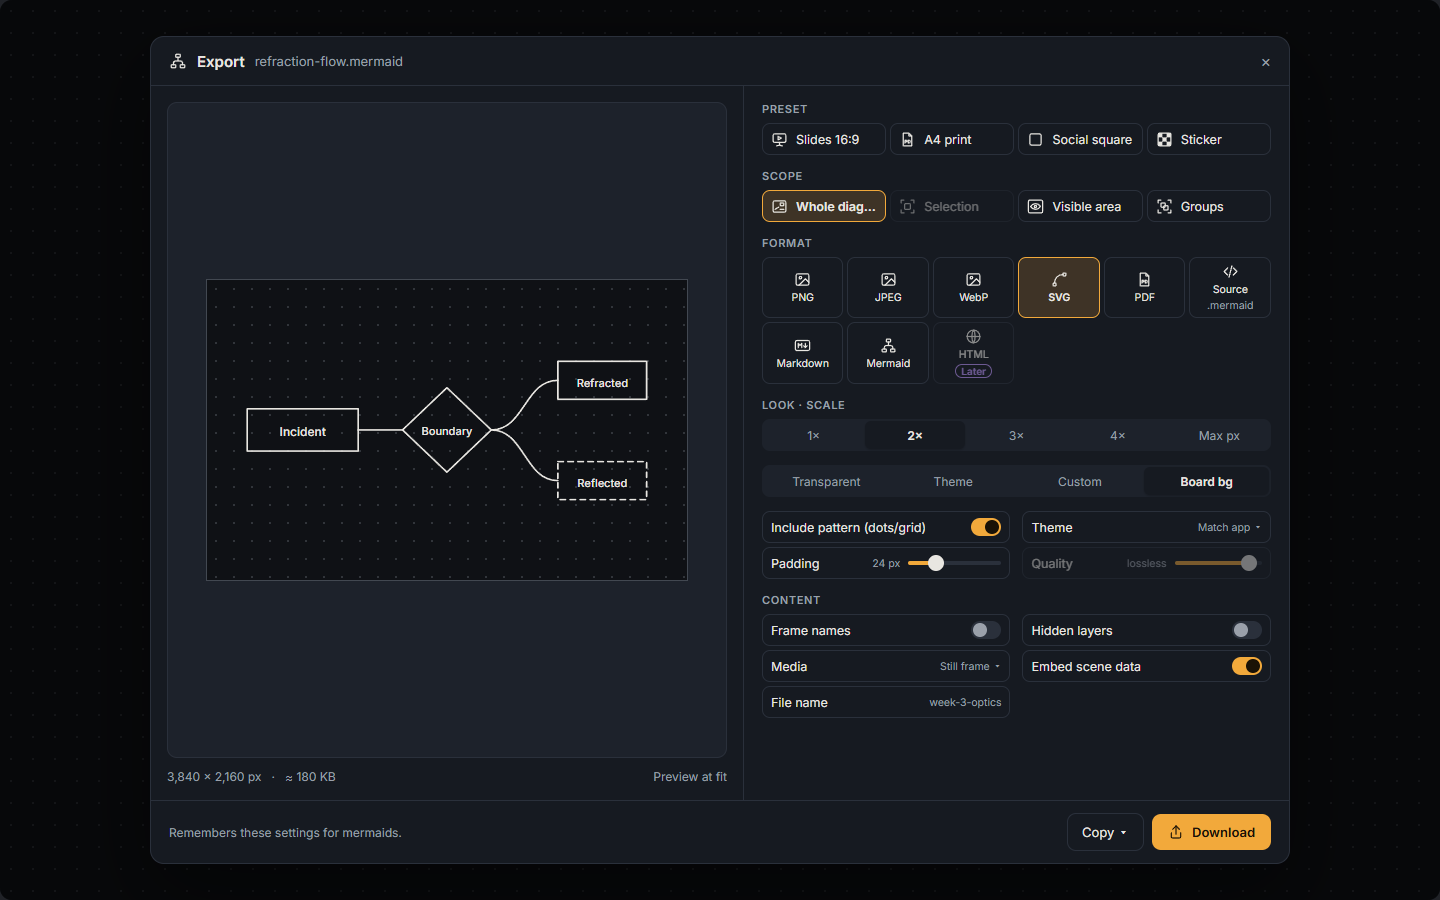 Export refraction-flow.mermaid ×
PRESET
Slides 16:9 A4 print Social square Sticker
SCOPE
Whole diag... Selection Visible area Groups
FORMAT
PNG JPEG WebP SVG PDF Source
.mermaid
Markdown Mermaid HTML
Later
LOOK · SCALE
1× 2× 3× 4× Max px
Transparent Theme Custom Board bg
Include pattern (dots/grid) Theme Match app
Padding 24 px Quality lossless
CONTENT
Frame names Hidden layers
Media Still frame Embed scene data
File name week-3-optics
Refracted
Incident Boundary
Reflected
3,840 × 2,160 px · ≈ 180 KB Preview at fit
Remembers these settings for mermaids. Copy Download